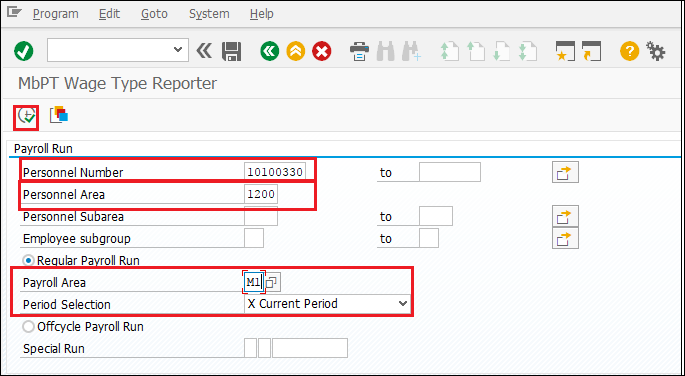 Program Edit Goto System Help
MbPT Wage Type Reporter
Payroll Run
Personnel Number 10100330 to
Personnel Area 1200
Personnel Subarea to
Employee subgroup to
Regular Payroll Run
Payroll Area M1
Period Selection X Current Period
Offcycle Payroll Run
Special Run